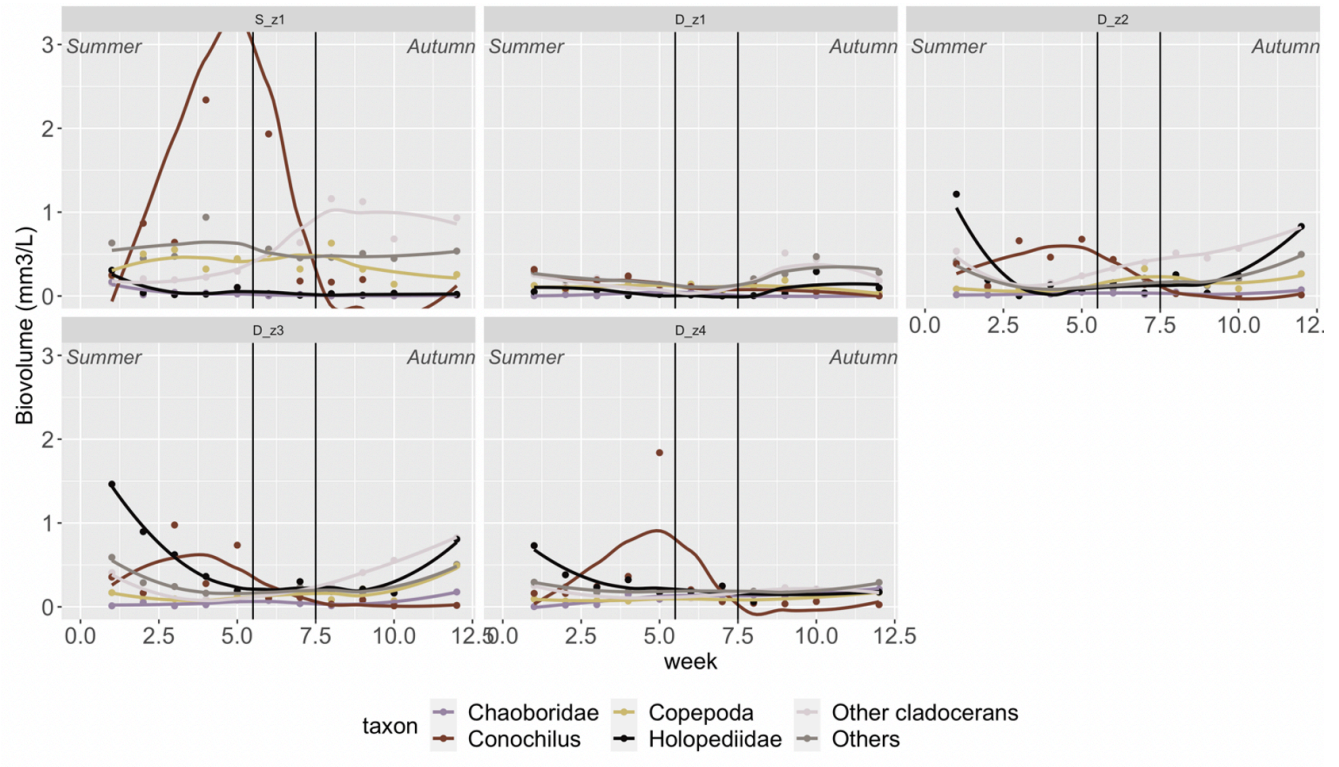 S_z1
D_z1
D_z2
Summer
Autumn
Summer
Autumn
Summer
Autumn
3
2
1
0
0.0 2.5 5.0 7.5 10.0 12.
D_z3
D_z4
Summer
Autumn
Summer
Autumn
3
2
1
0
0.0 2.5 5.0 7.5 10.0 12.5
0.0 2.5 5.0 7.5 10.0 12.5
Biovolume (mm3/L)
week
taxon
Chaoboridae
Copepoda
Other cladocerans
Conochilus
Holopediidae
Others